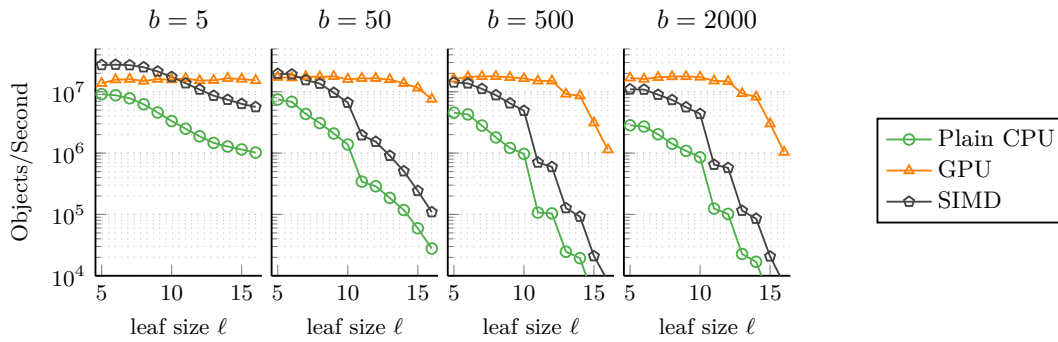 b = 5
b = 50
b = 500
b = 2000
Objects/Second
10^7
10^6
10^5
10^4
5 10 15
5 10 15
5 10 15
5 10 15
leaf size ℓ
leaf size ℓ
leaf size ℓ
leaf size ℓ
Plain CPU
GPU
SIMD